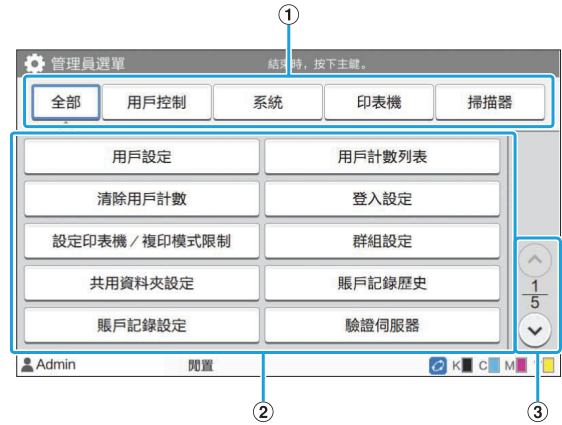 ①
管理員選單 結束時，按下主鍵。
全部 用戶控制 系統 印表機 掃描器
用戶設定 用戶計數列表
清除用戶計數 登入設定
設定印表機／複印模式限制 群組設定
共用資料夾設定 賬戶記錄歷史
賬戶記錄設定 驗證伺服器
1
5
Admin 閒置 K C M Y
② ③